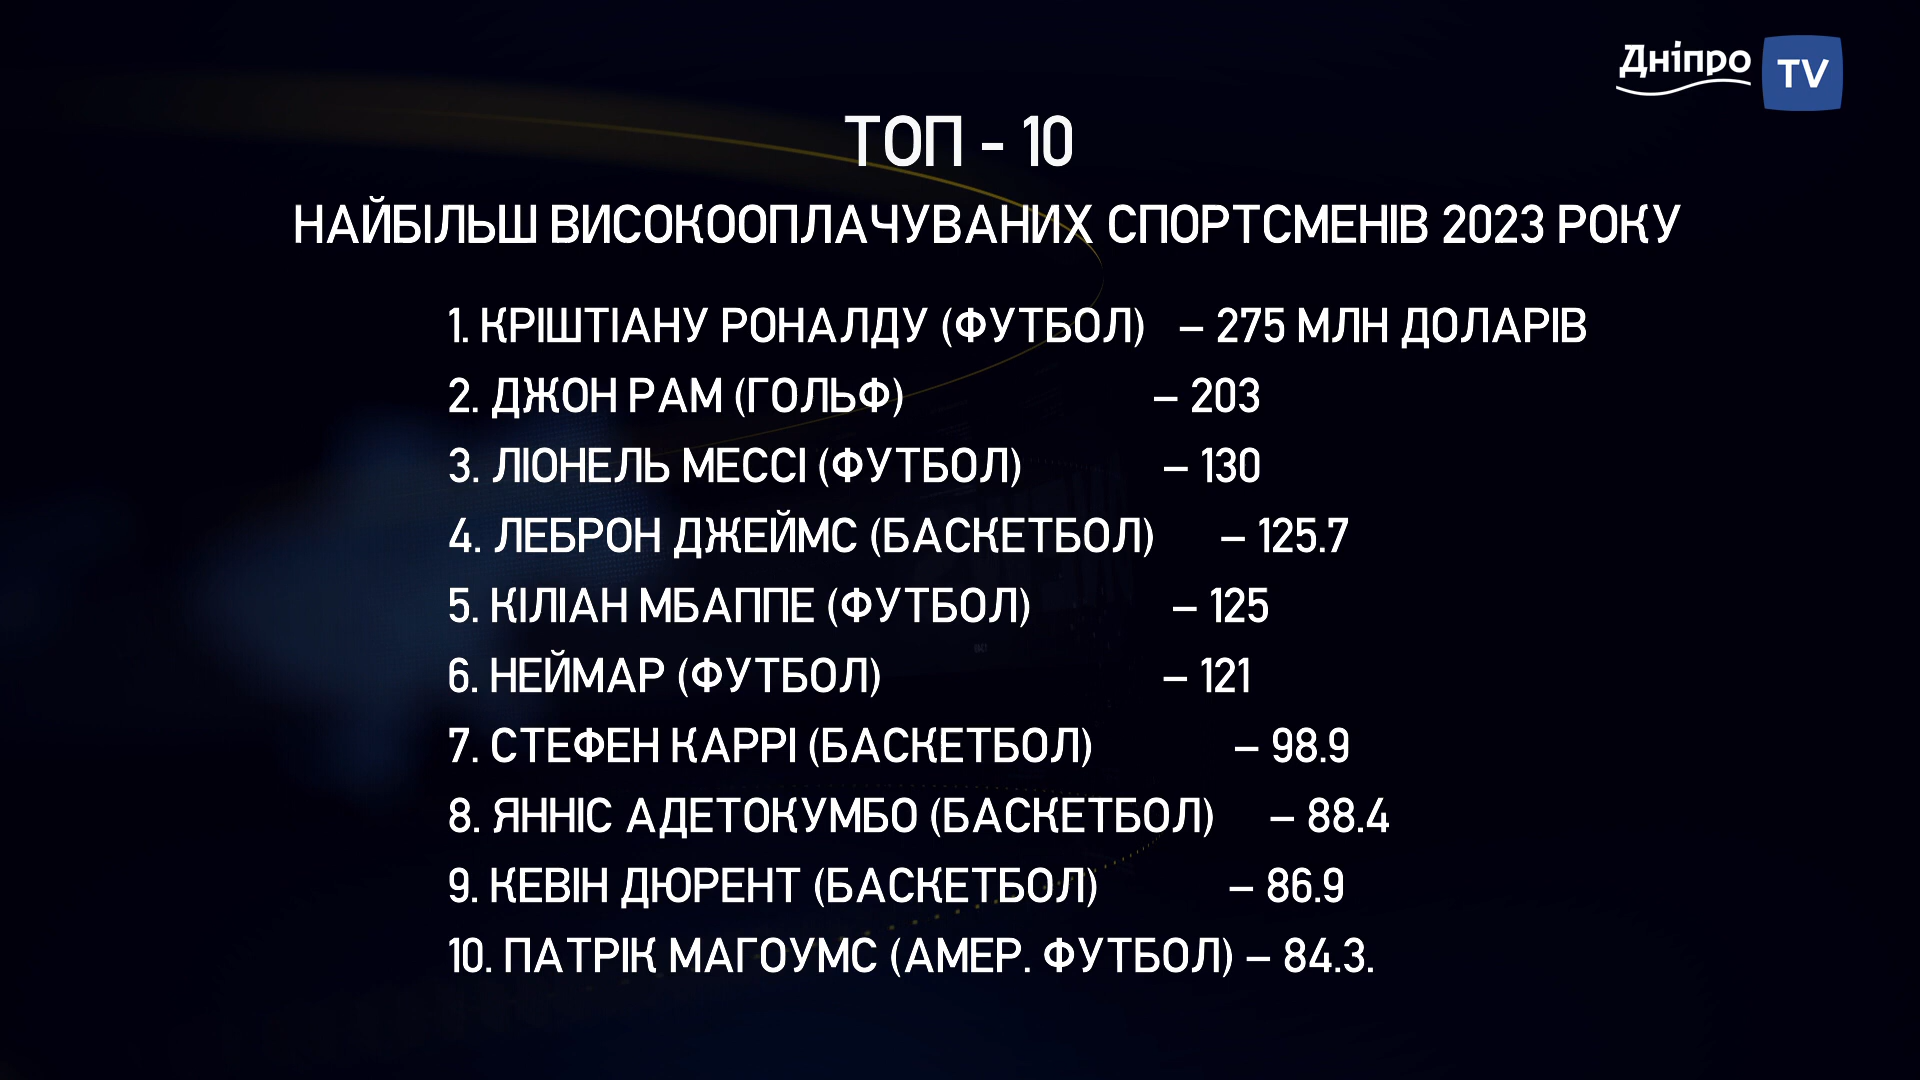 Дніпро TV
ТОП - 10
НАЙБІЛЬШ ВИСОКООПЛАЧУВАНИХ СПОРТСМЕНІВ 2023 РОКУ
1. КРІШТІАНУ РОНАЛДУ (ФУТБОЛ) – 275 МЛН ДОЛАРІВ
2. ДЖОН РАМ (ГОЛЬФ) – 203
3. ЛІОНЕЛЬ МЕССІ (ФУТБОЛ) – 130
4. ЛЕБРОН ДЖЕЙМС (БАСКЕТБОЛ) – 125.7
5. КІЛІАН МБАППЕ (ФУТБОЛ) – 125
6. НЕЙМАР (ФУТБОЛ) – 121
7. СТЕФЕН КАРРІ (БАСКЕТБОЛ) – 98.9
8. ЯННІС АДЕТОКУМБО (БАСКЕТБОЛ) – 88.4
9. КЕВІН ДЮРЕНТ (БАСКЕТБОЛ) – 86.9
10. ПАТРІК МАГОУМС (АМЕР. ФУТБОЛ) – 84.3.